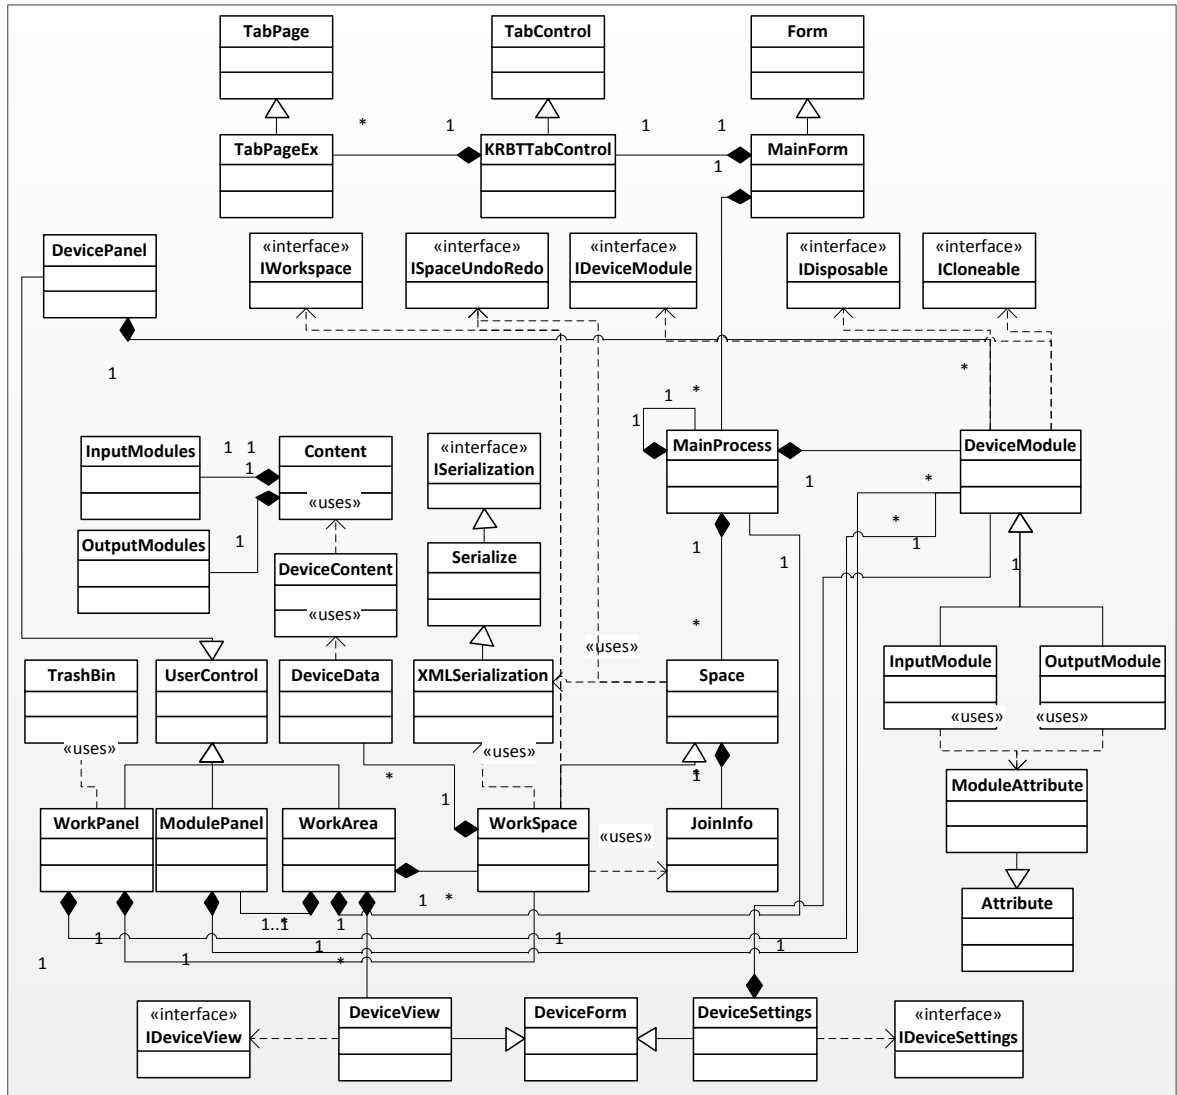 TabPage
TabControl
Form
*
1
1
1
TabPageEx
KRBTTabControl
MainForm
1
«interface»
IWorkspace
«interface»
ISpaceUndoRedo
«interface»
IDeviceModule
«interface»
IDisposable
«interface»
ICloneable
DevicePanel
1
*
1
*
1
InputModules
1
1
1
Content
«uses»
«interface»
ISerialization
MainProcess
1
DeviceModule
*
*
1
OutputModules
1
DeviceContent
«uses»
Serialize
1
1
1
*
«uses»
InputModule
«uses»
OutputModule
«uses»
TrashBin
«uses»
UserControl
DeviceData
XMLSerialization
«uses»
Space
*
1
*
1
ModuleAttribute
WorkPanel
ModulePanel
WorkArea
WorkSpace
«uses»
JoinInfo
1
*
Attribute
1..*
1
1
1
1
1
1
1
1
*
«interface»
IDeviceView
DeviceView
DeviceForm
DeviceSettings
«interface»
IDeviceSettings